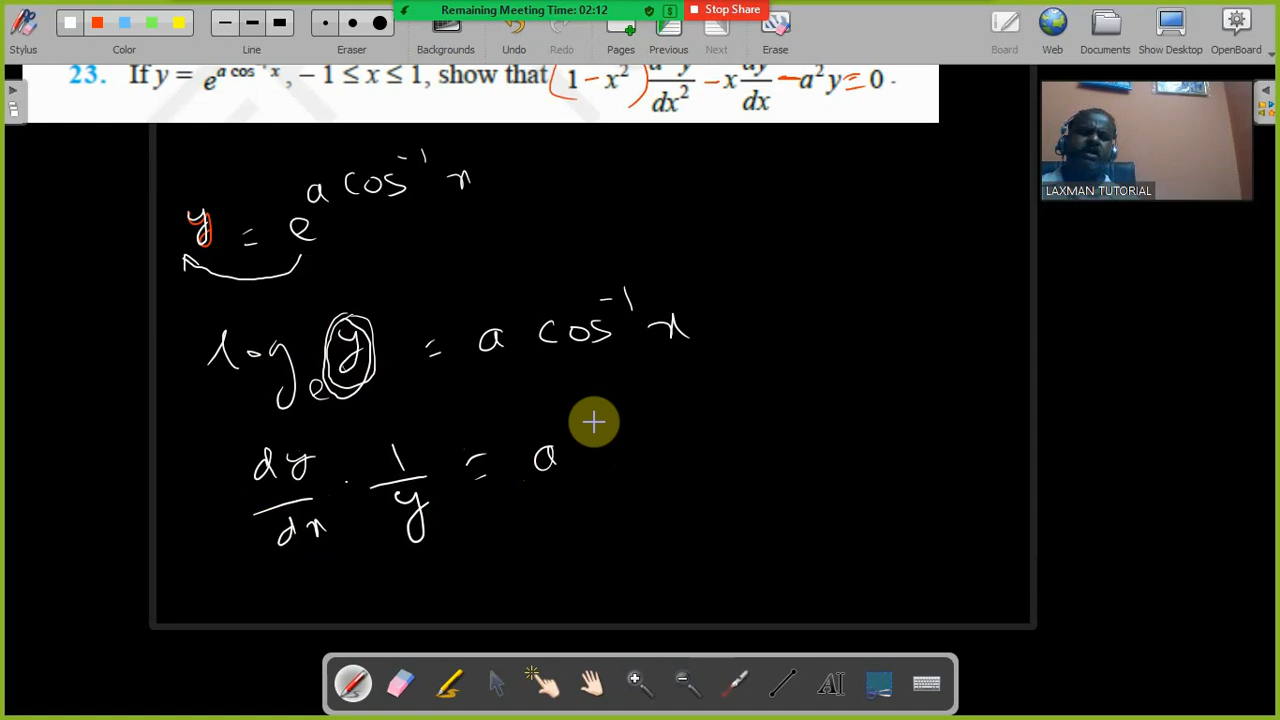 Remaining Meeting Time: 02:12
Stop Share
Stylus Color Line Eraser Backgrounds Undo Redo Pages Previous Next Erase Board Web Documents Show Desktop OpenBoard
23. If y = e^{a cos⁻¹ x}, – 1 ≤ x ≤ 1, show that (1 – x²) d²y/dx² – x dy/dx – a²y = 0 .
LAXMAN TUTORIAL
y = e^{a cos⁻¹ x}
logₑ y = a cos⁻¹ x
dy/dx · 1/y = a